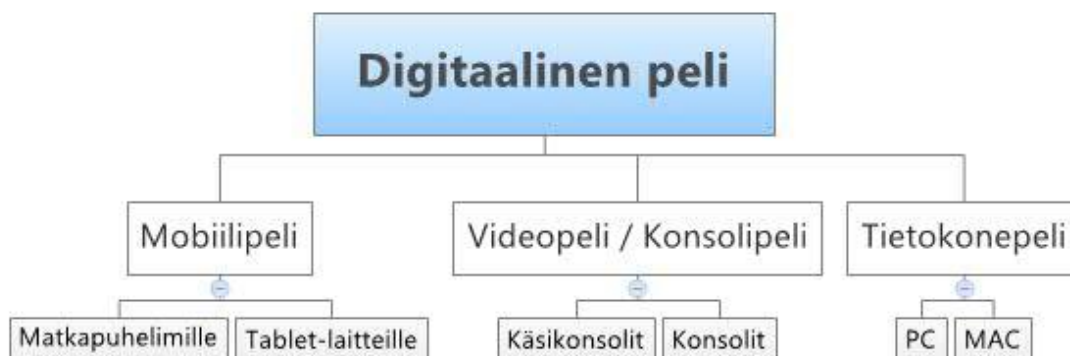 Digitaalinen peli
Mobiilipeli
Videopeli / Konsolipeli
Tietokonepeli
Matkapuhelimille
Tablet-laitteille
Käsikonsolit
Konsolit
PC
MAC